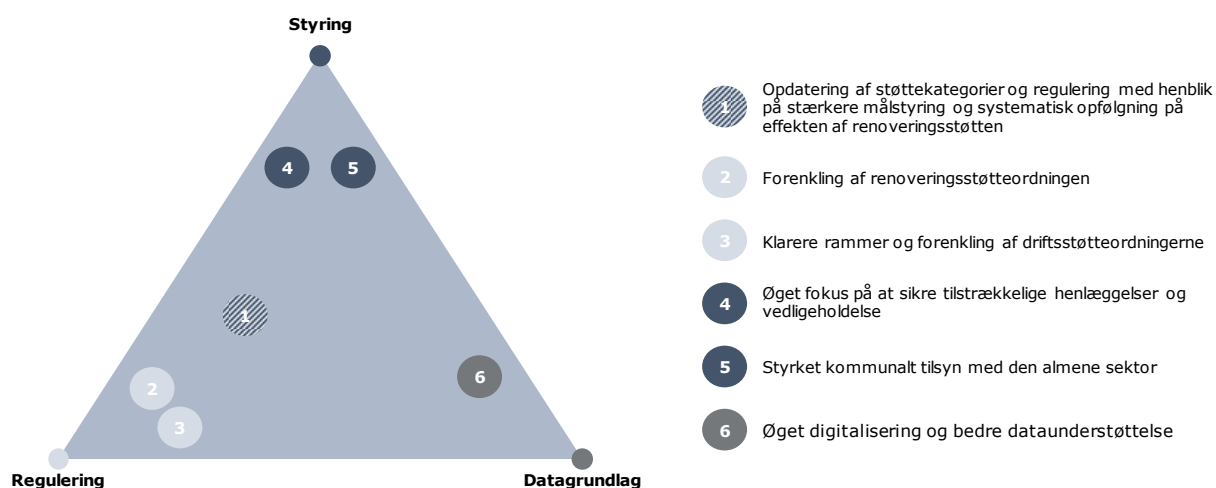 Styring
4
5
1
2
3
6
Regulering
Datagrundlag
1
Opdatering af støttekategorier og regulering med henblik
på stærkere målstyring og systematisk opfølgning på
effekten af renoveringsstøtten
2
Forenkling af renoveringsstøtteordningen
3
Klarere rammer og forenkling af driftsstøtteordningerne
4
Øget fokus på at sikre tilstrækkelige henlæggelser og
vedligeholdelse
5
Styrket kommunalt tilsyn med den almene sektor
6
Øget digitalisering og bedre dataunderstøttelse